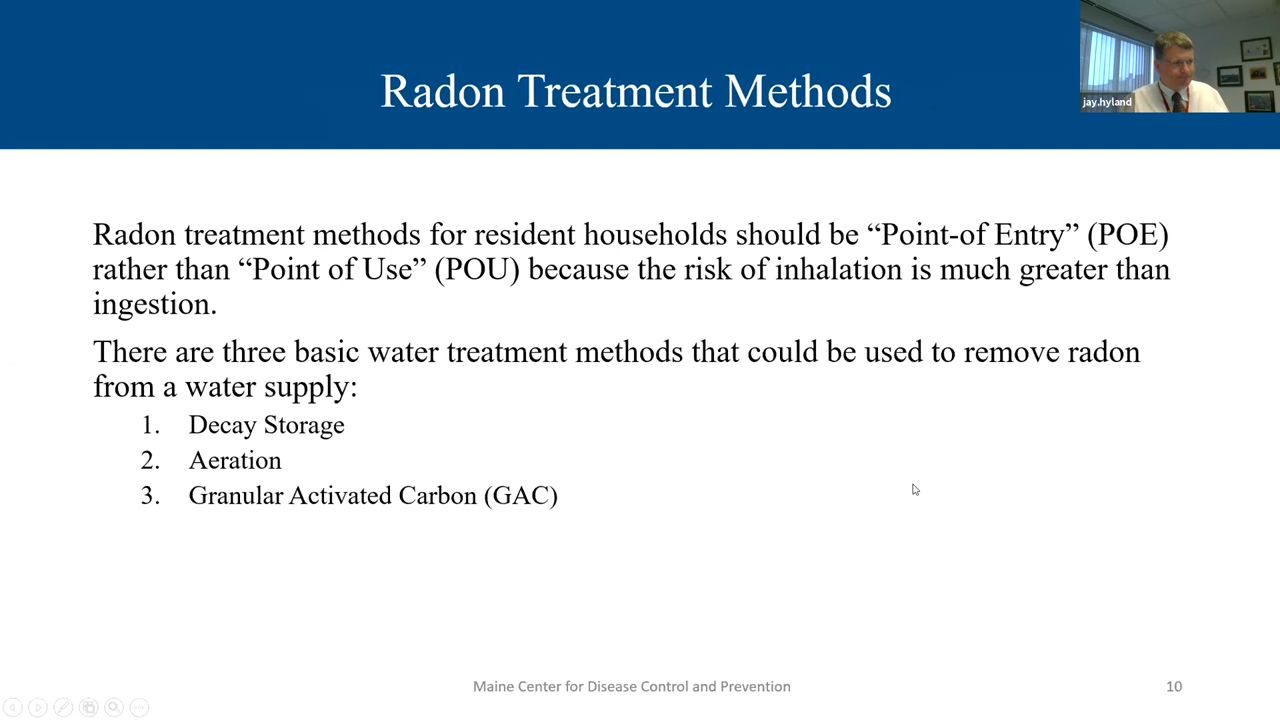 Radon Treatment Methods
jay.hyland
Radon treatment methods for resident households should be “Point-of Entry” (POE)
rather than “Point of Use” (POU) because the risk of inhalation is much greater than
ingestion.
There are three basic water treatment methods that could be used to remove radon
from a water supply:
1. Decay Storage
2. Aeration
3. Granular Activated Carbon (GAC)
Maine Center for Disease Control and Prevention
10